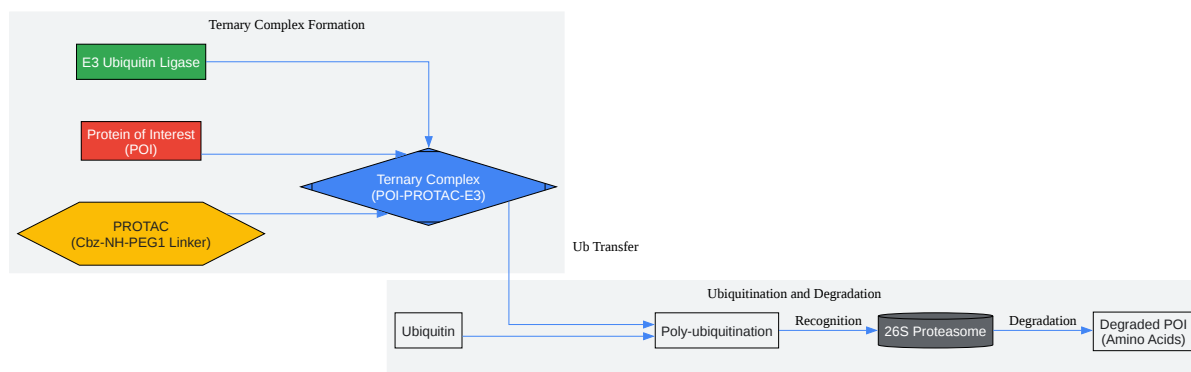 Ternary Complex Formation
E3 Ubiquitin Ligase
Protein of Interest
(POI)
Ternary Complex
(POI-PROTAC-E3)
PROTAC
(Cbz-NH-PEG1 Linker)
Ub Transfer
Ubiquitination and Degradation
Ubiquitin
Poly-ubiquitination
Recognition
26S Proteasome
Degradation
Degraded POI
(Amino Acids)